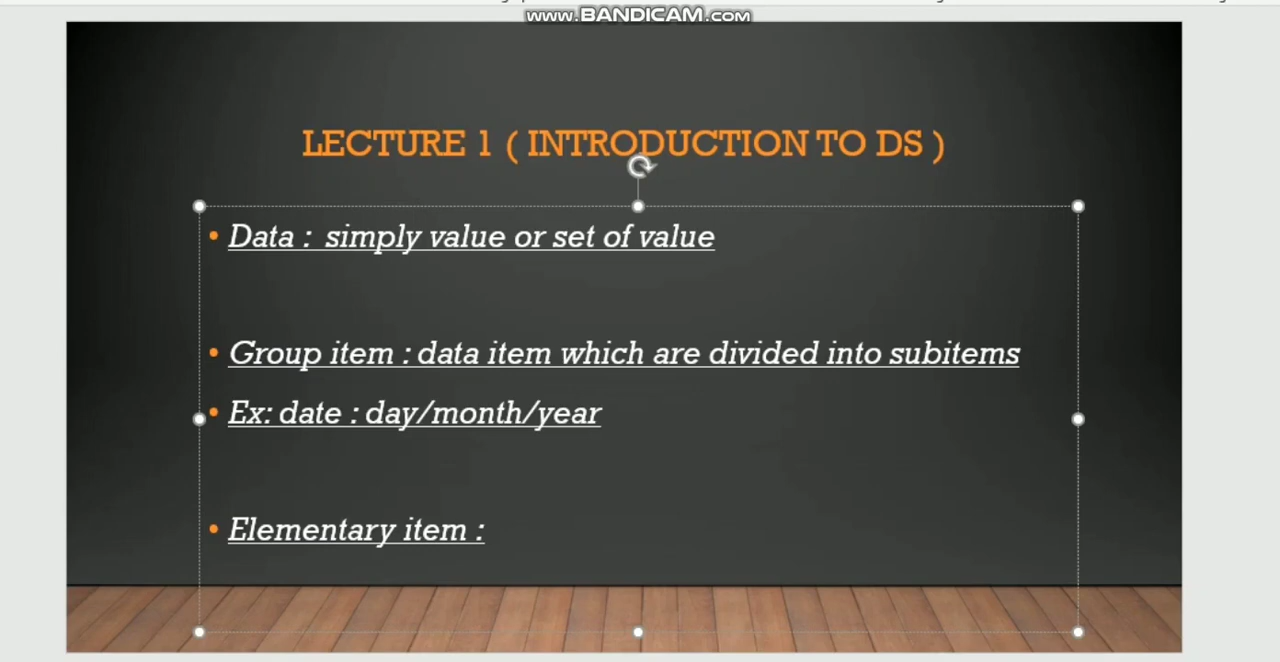 www.BANDICAM.com
LECTURE 1 ( INTRODUCTION TO DS )
• Data : simply value or set of value
• Group item : data item which are divided into subitems
• Ex: date : day/month/year
• Elementary item :